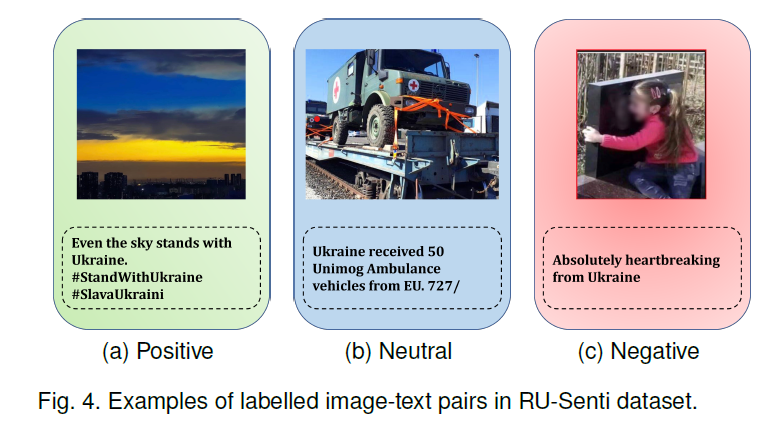 Even the sky stands with
Ukraine.
#StandWithUkraine
#SlavaUkraini
Ukraine received 50
Unimog Ambulance
vehicles from EU. 727/
Absolutely heartbreaking
from Ukraine
(a) Positive
(b) Neutral
(c) Negative
Fig. 4. Examples of labelled image-text pairs in RU-Senti dataset.